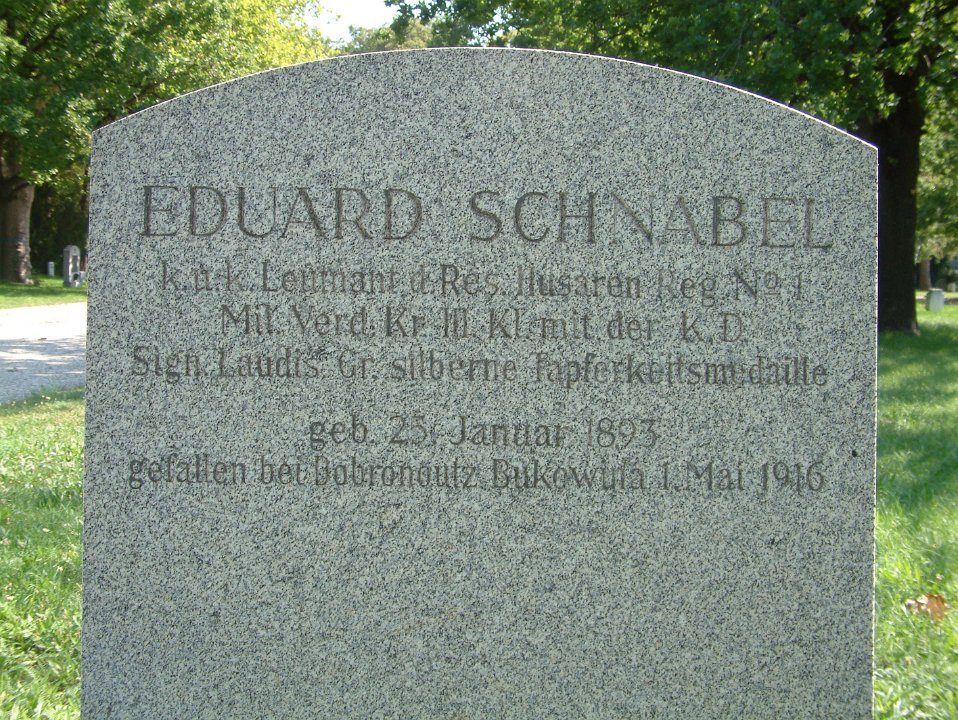 EDUARD SCHNABEL
k.u.k. Leutnant d. Res. Husaren Reg. No 1
Mil. Verd. Kr. III. Kl. mit. der K.D.
Sign. Laudis. Gr. silberne Tapferkeitsmedaille
geb. 25. Januar 1893
gefallen bei Dobronoutz Bukowina 1. Mai 1916